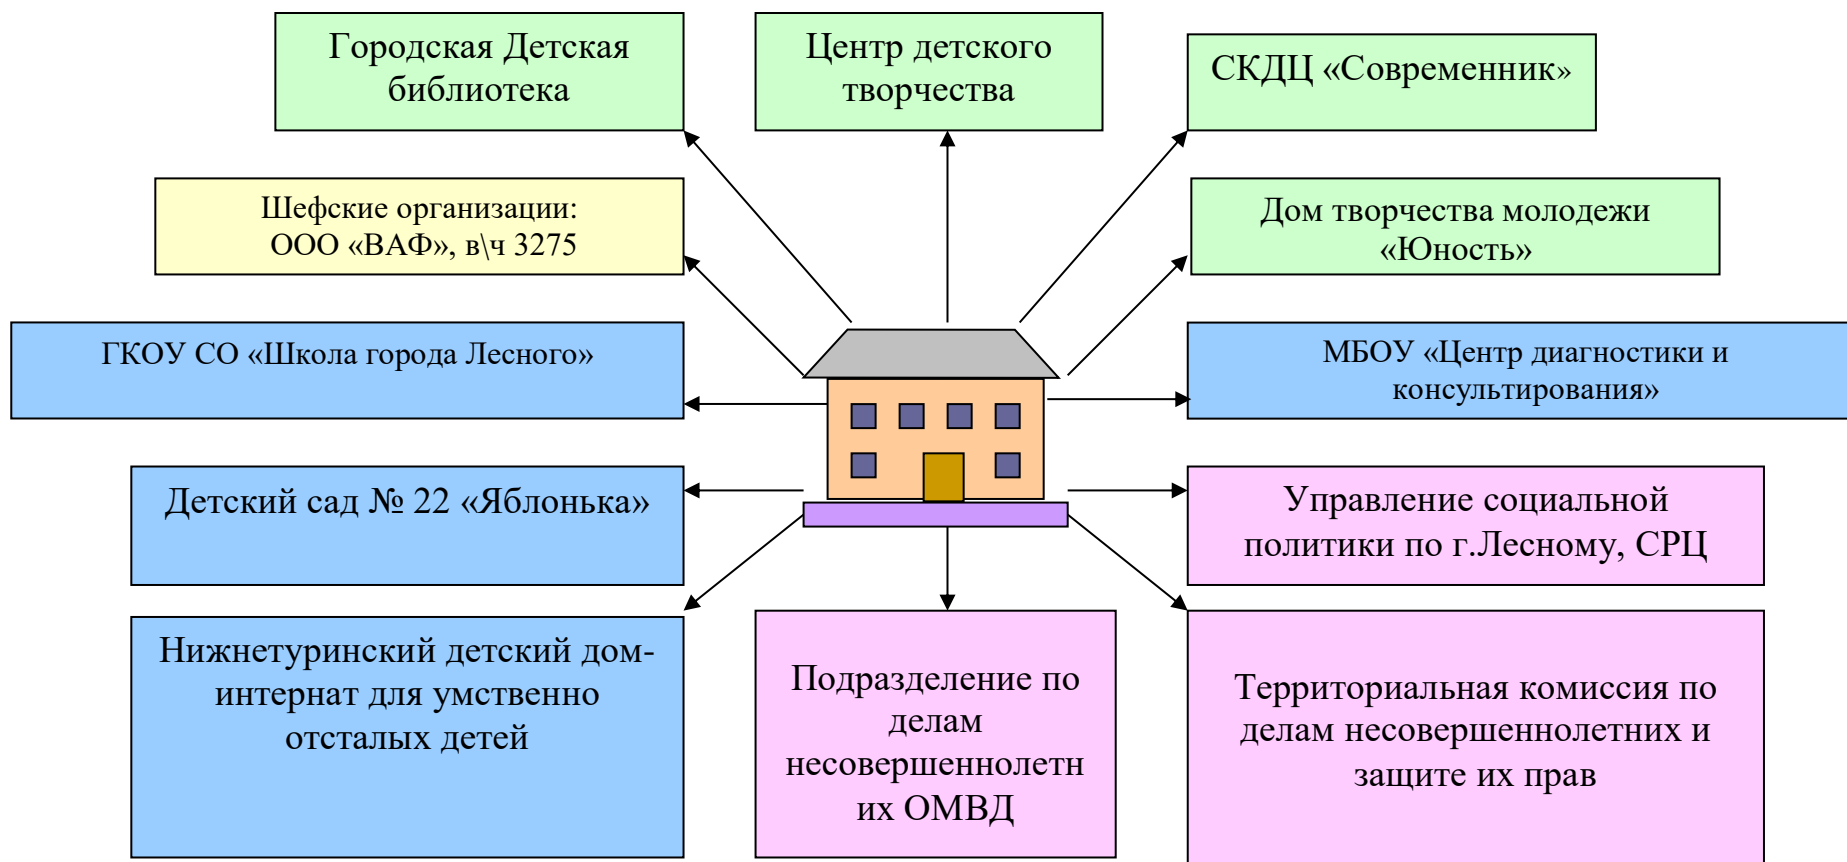 Городская Детская
библиотека
Центр детского
творчества
СКДЦ «Современник»
Шефские организации:
ООО «ВАФ», в\ч 3275
Дом творчества молодежи
«Юность»
ГКОУ СО «Школа города Лесного»
МБОУ «Центр диагностики и
консультирования»
Детский сад № 22 «Яблонька»
Управление социальной
политики по г.Лесному, СРЦ
Нижнетуринский детский дом-
интернат для умственно
отсталых детей
Подразделение по
делам
несовершеннолетн
их ОМВД
Территориальная комиссия по
делам несовершеннолетних и
защите их прав